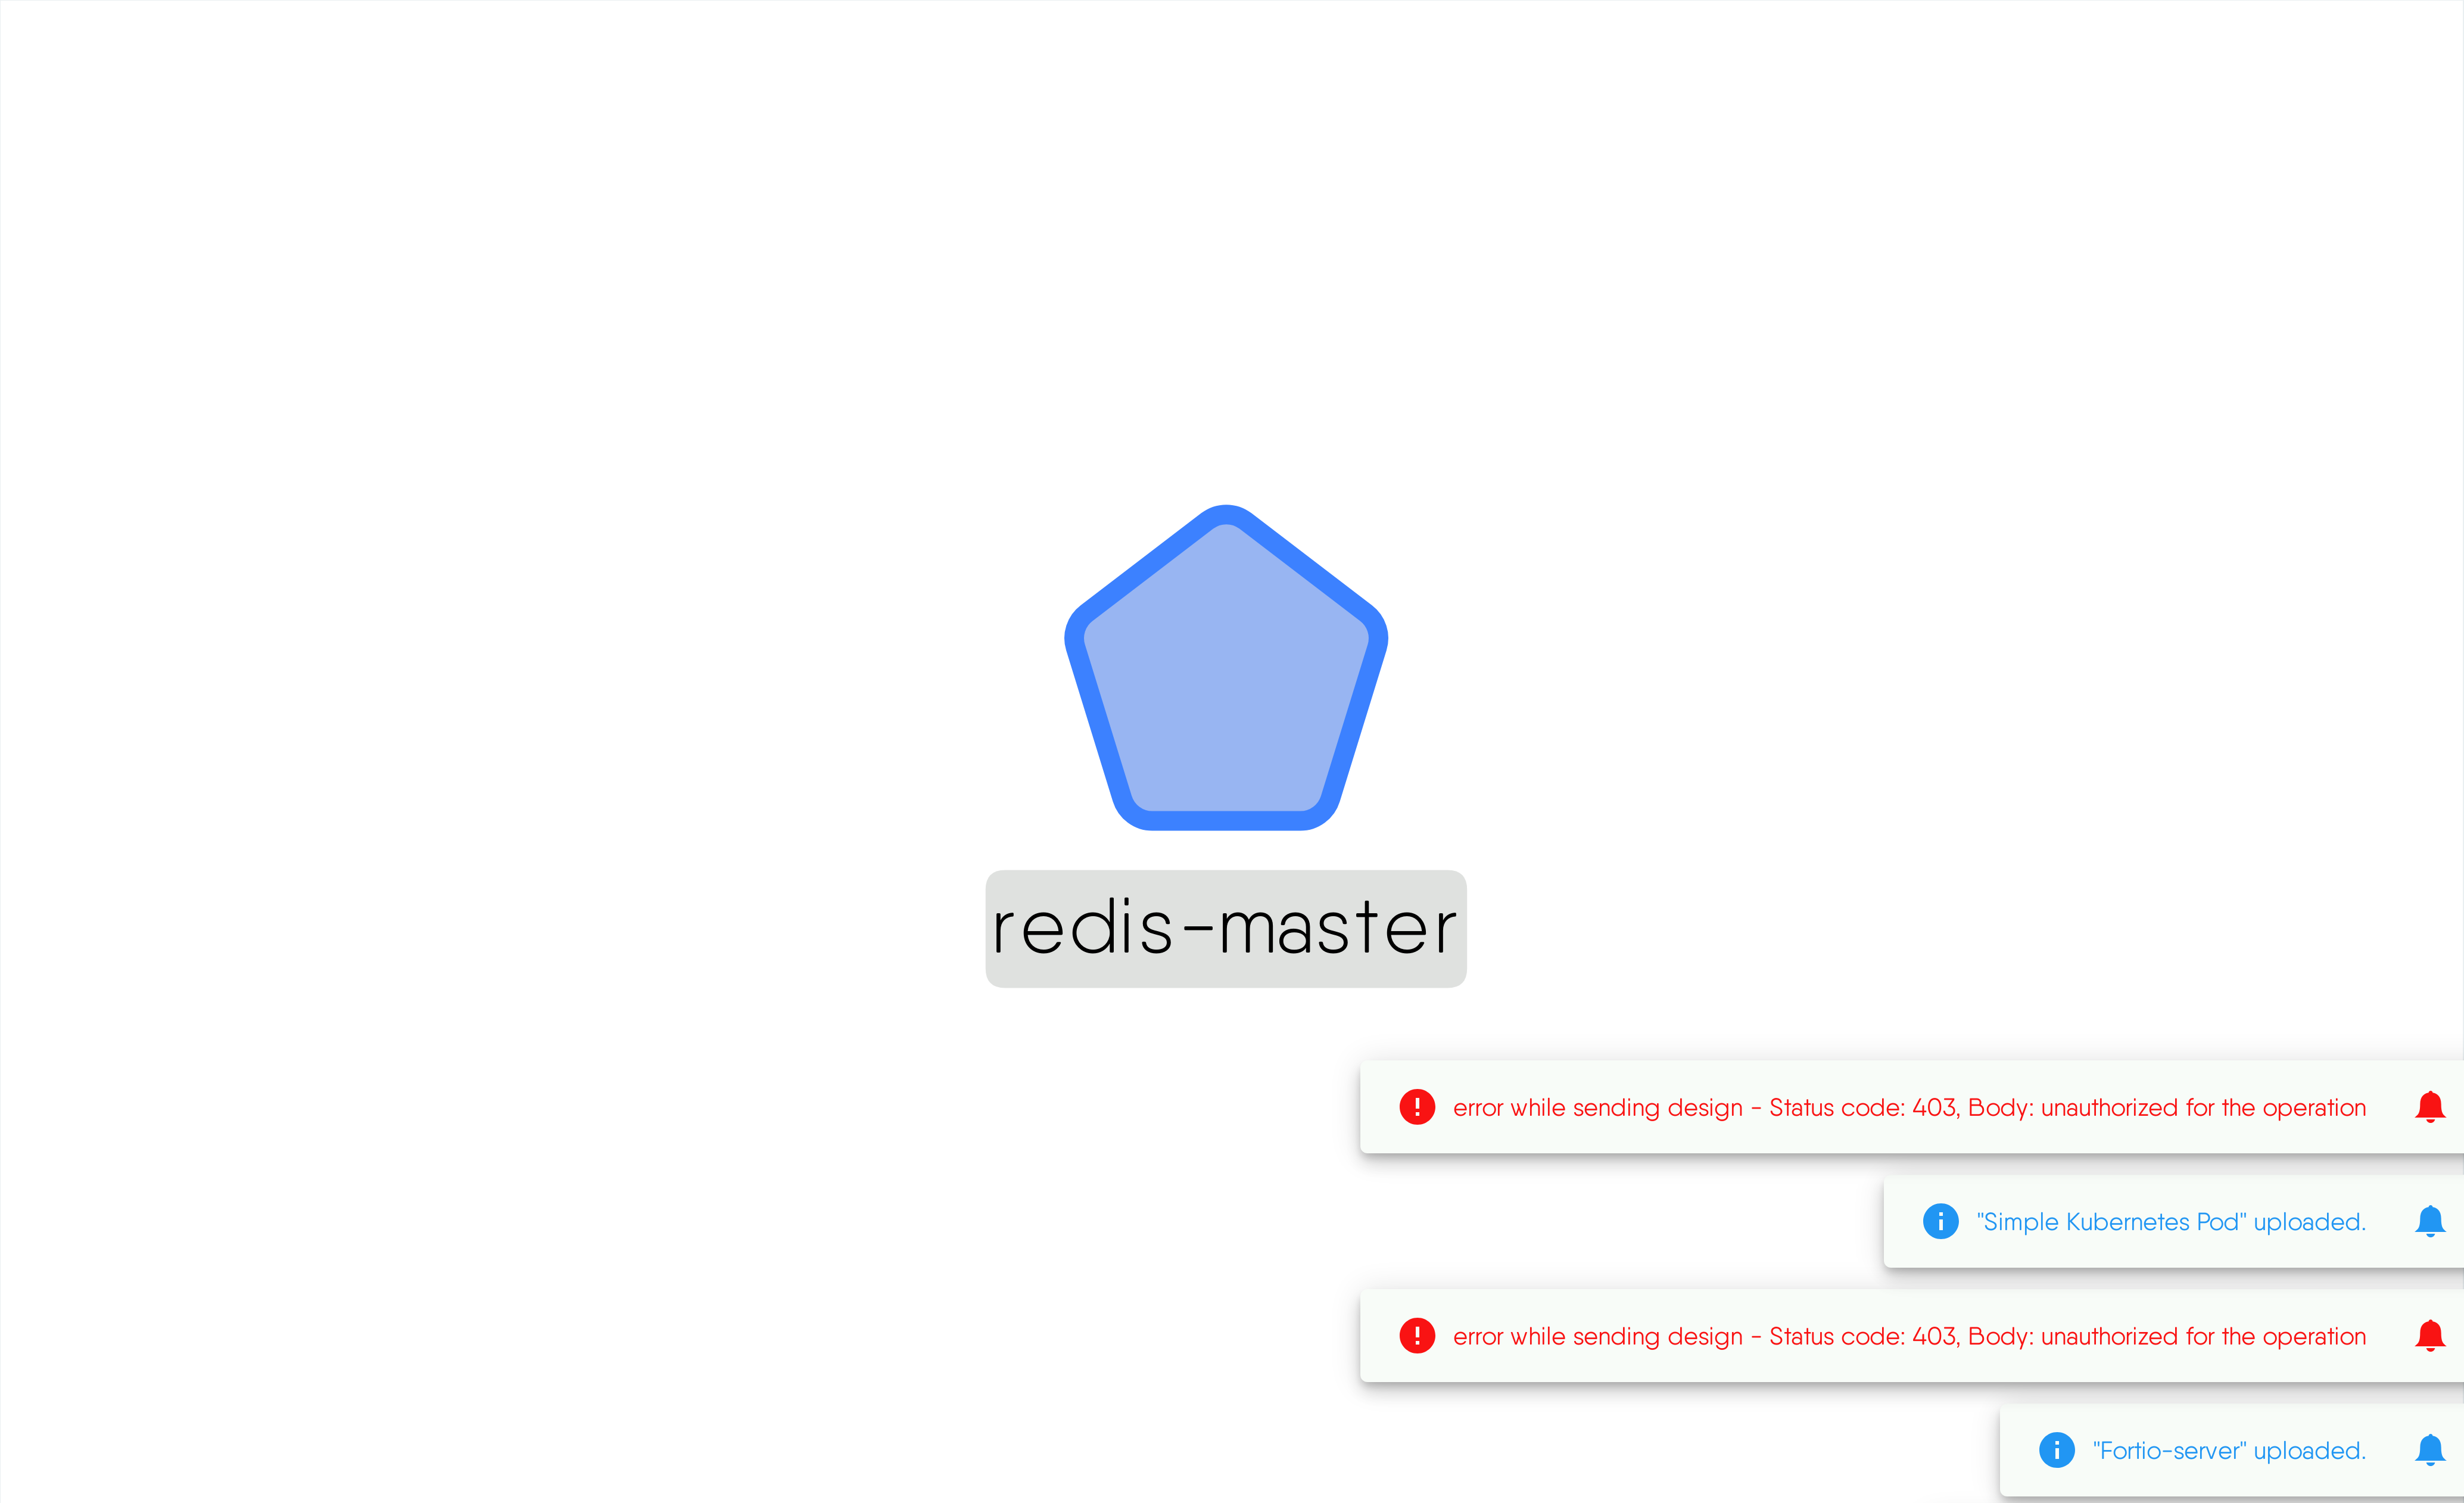 redis-master
error while sending design - Status code: 403, Body: unauthorized for the operation
"Simple Kubernetes Pod" uploaded.
error while sending design - Status code: 403, Body: unauthorized for the operation
"Fortio-server" uploaded.